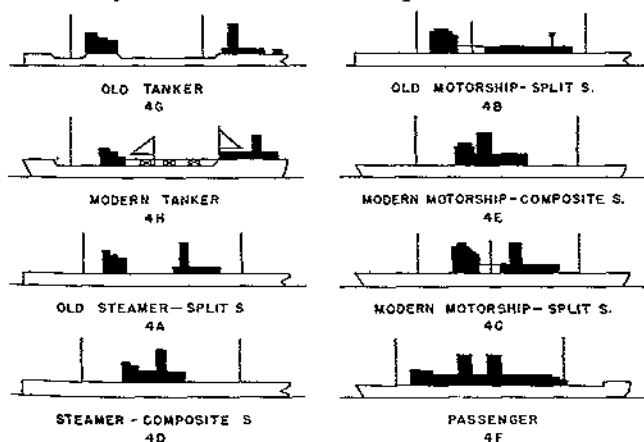 OLD TANKER
4G
OLD MOTORSHIP-SPLIT S.
4B
MODERN TANKER
4H
MODERN MOTORSHIP-COMPOSITE S.
4E
OLD STEAMER-SPLIT S
4A
MODERN MOTORSHIP-SPLIT S.
4C
STEAMER-COMPOSITE S
4D
PASSENGER
4F